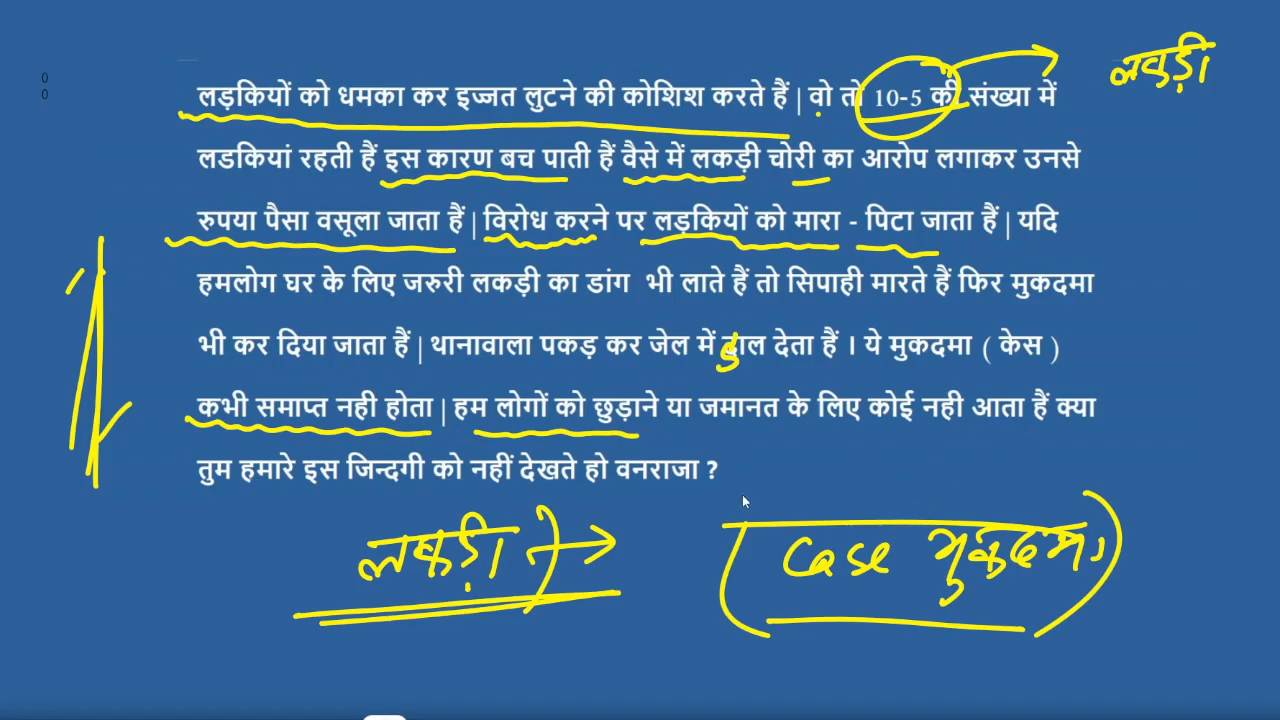 लकड़ी
0
0
लड़कियों को धमका कर इज्जत लुटने की कोशिश करते हैं | वो तो 10-5 की संख्या में
लडकियां रहती हैं इस कारण बच पाती हैं वैसे में लकड़ी चोरी का आरोप लगाकर उनसे
रुपया पैसा वसूला जाता हैं | विरोध करने पर लड़कियों को मारा - पिटा जाता हैं | यदि
हमलोग घर के लिए जरुरी लकड़ी का डांग भी लाते हैं तो सिपाही मारते हैं फिर मुकदमा
भी कर दिया जाता हैं | थानावाला पकड़ कर जेल में डाल देता हैं । ये मुकदमा ( केस )
कभी समाप्त नही होता | हम लोगों को छुड़ाने या जमानत के लिए कोई नही आता हैं क्या
तुम हमारे इस जिन्दगी को नहीं देखते हो वनराजा ?
लकड़ी → case मुकदमा